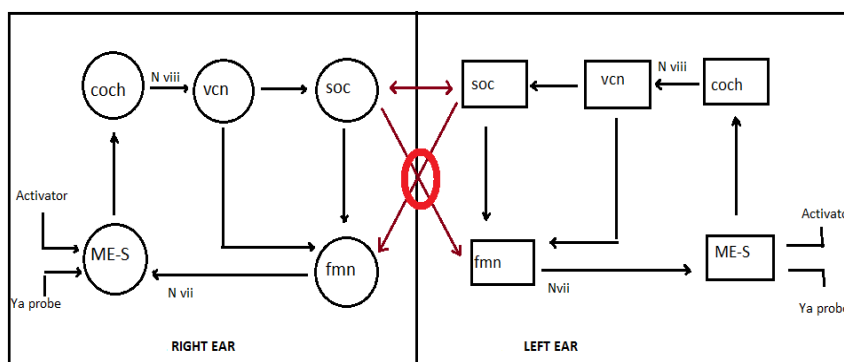 coch
N viii
vcn
soc
soc
vcn
N viii
coch
Activator
ME-S
Ya probe
N vii
fmn
fmn
Nvii
ME-S
Activato
Ya probe
RIGHT EAR
LEFT EAR